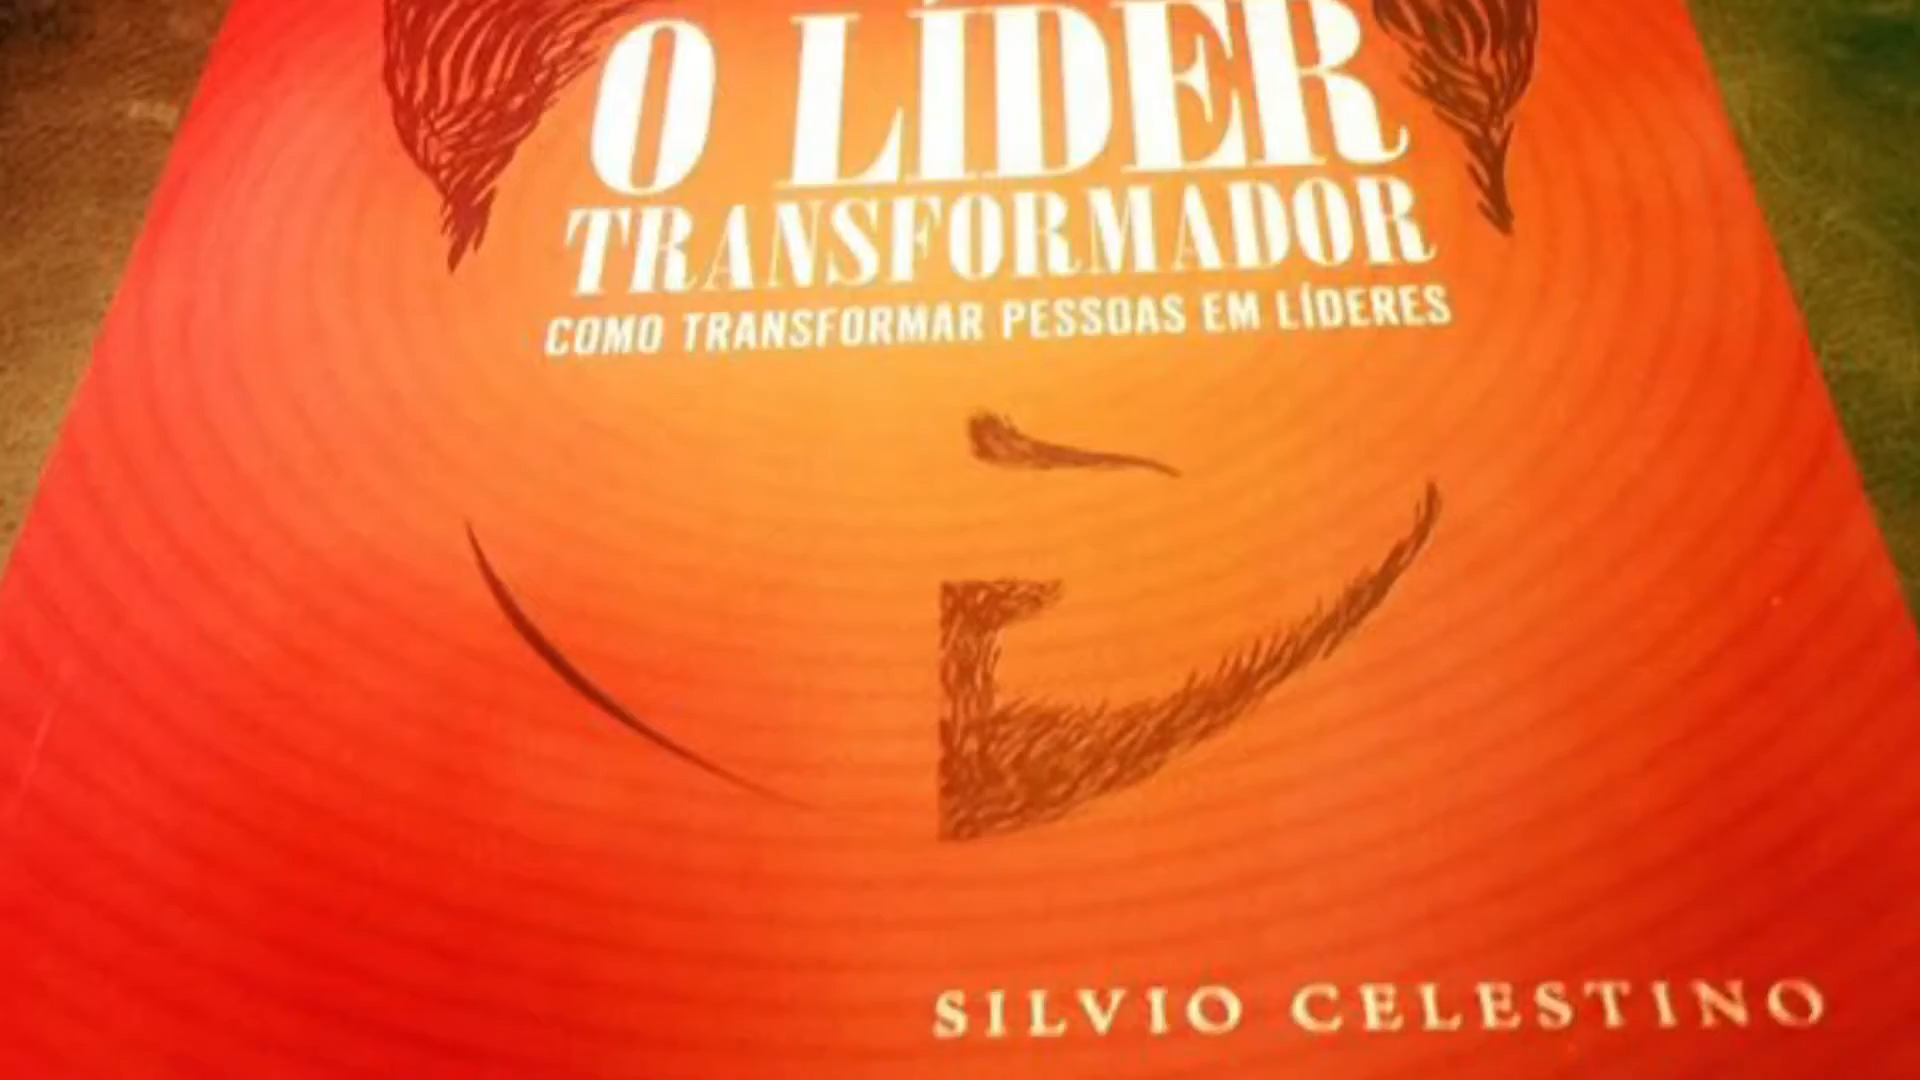 O LÍDER
TRANSFORMADOR
COMO TRANSFORMAR PESSOAS EM LÍDERES
SILVIO CELESTINO